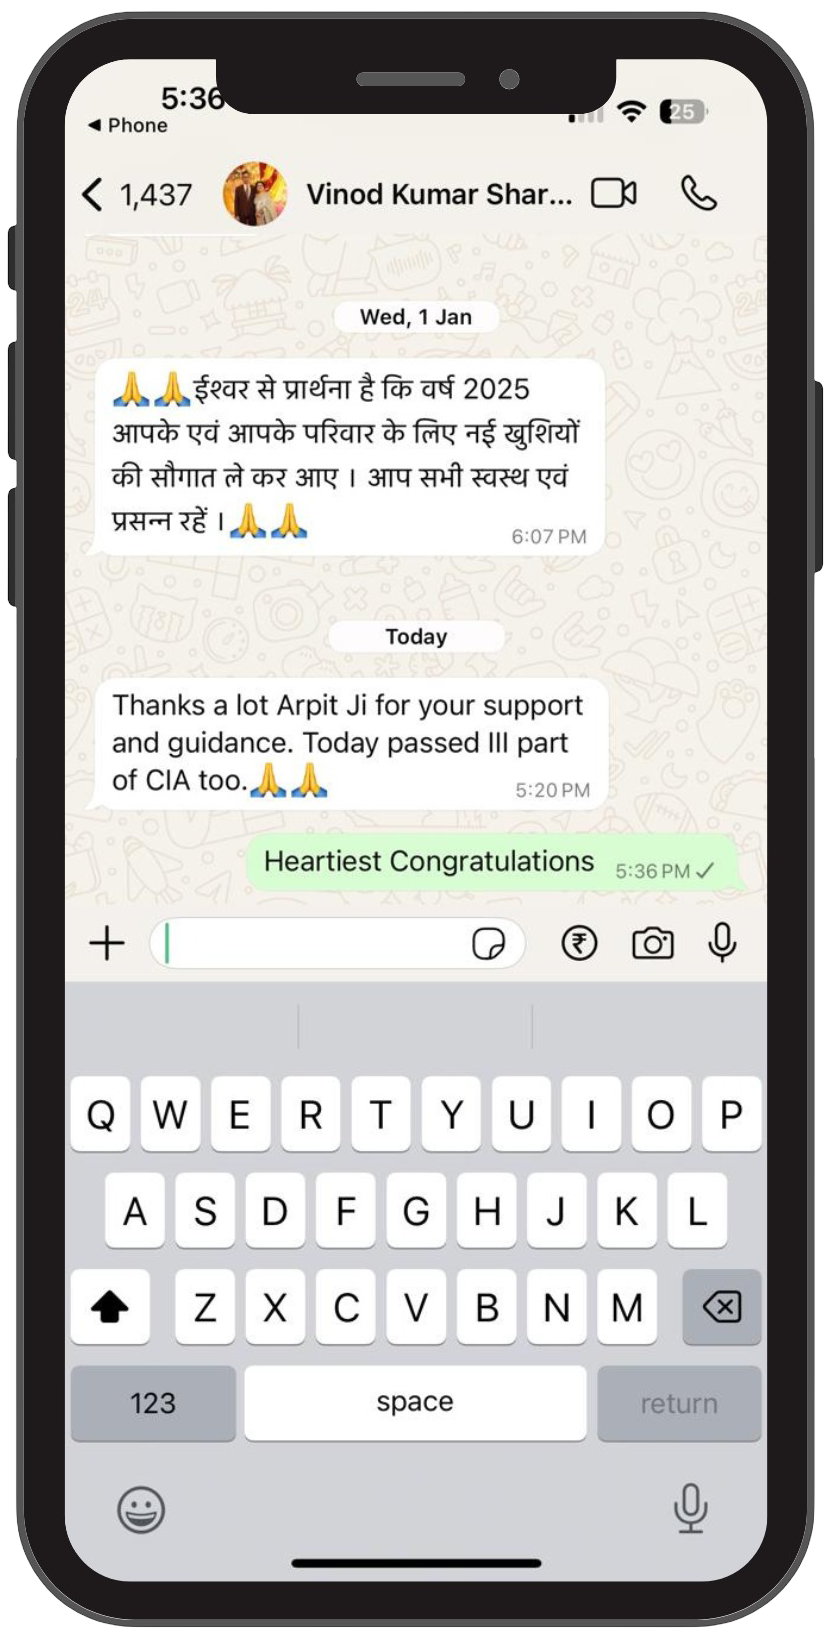 5:36
25
◀ Phone
1,437
Vinod Kumar Shar...
Wed, 1 Jan
🙏🙏ईश्वर से प्रार्थना है कि वर्ष 2025
आपके एवं आपके परिवार के लिए नई खुशियों
की सौगात ले कर आए । आप सभी स्वस्थ एवं
प्रसन्न रहें ।🙏🙏
6:07 PM
Today
Thanks a lot Arpit Ji for your support
and guidance. Today passed III part
of CIA too.🙏🙏
5:20 PM
Heartiest Congratulations 5:36 PM ✓
Q W E R T Y U I O P
A S D F G H J K L
Z X C V B N M
123 space return